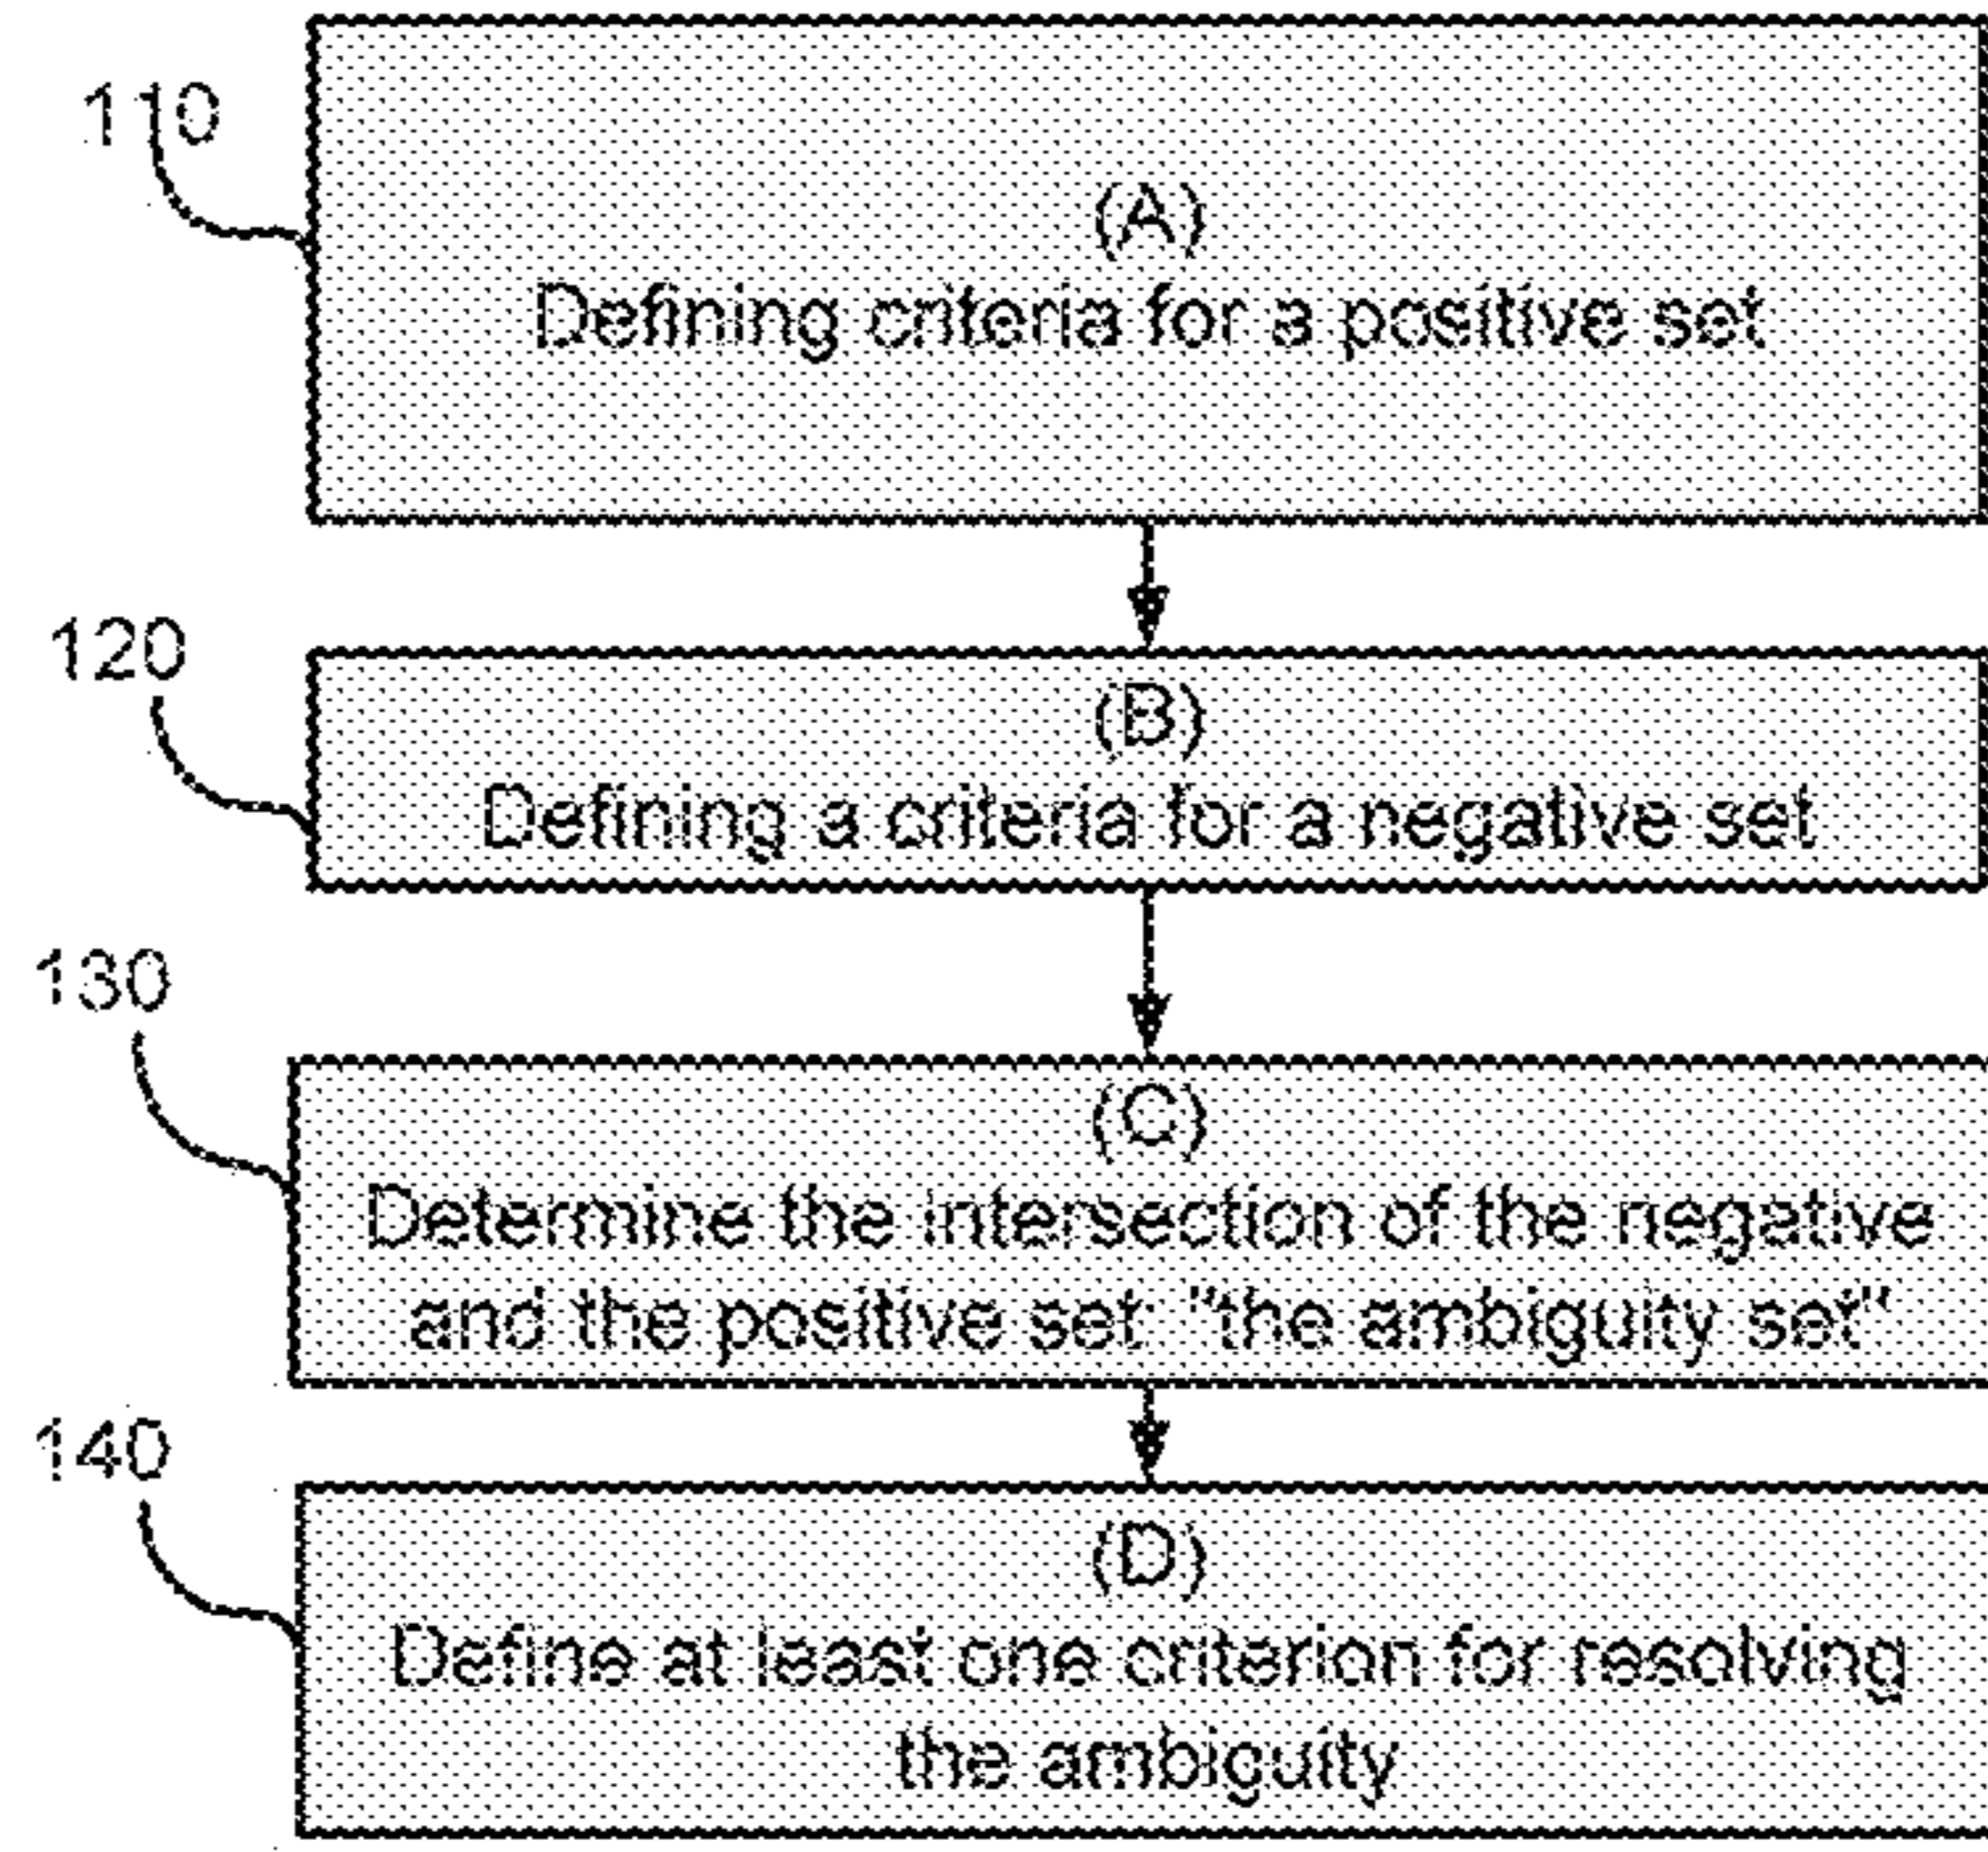 110
(A)
Defining criteria for a positive set
120
(B)
Defining a criteria for a negative set
130
(C)
Determine the intersection of the negative
and the positive set: "the ambiguity set"
140
(D)
Define at least one criterion for resolving
the ambiguity